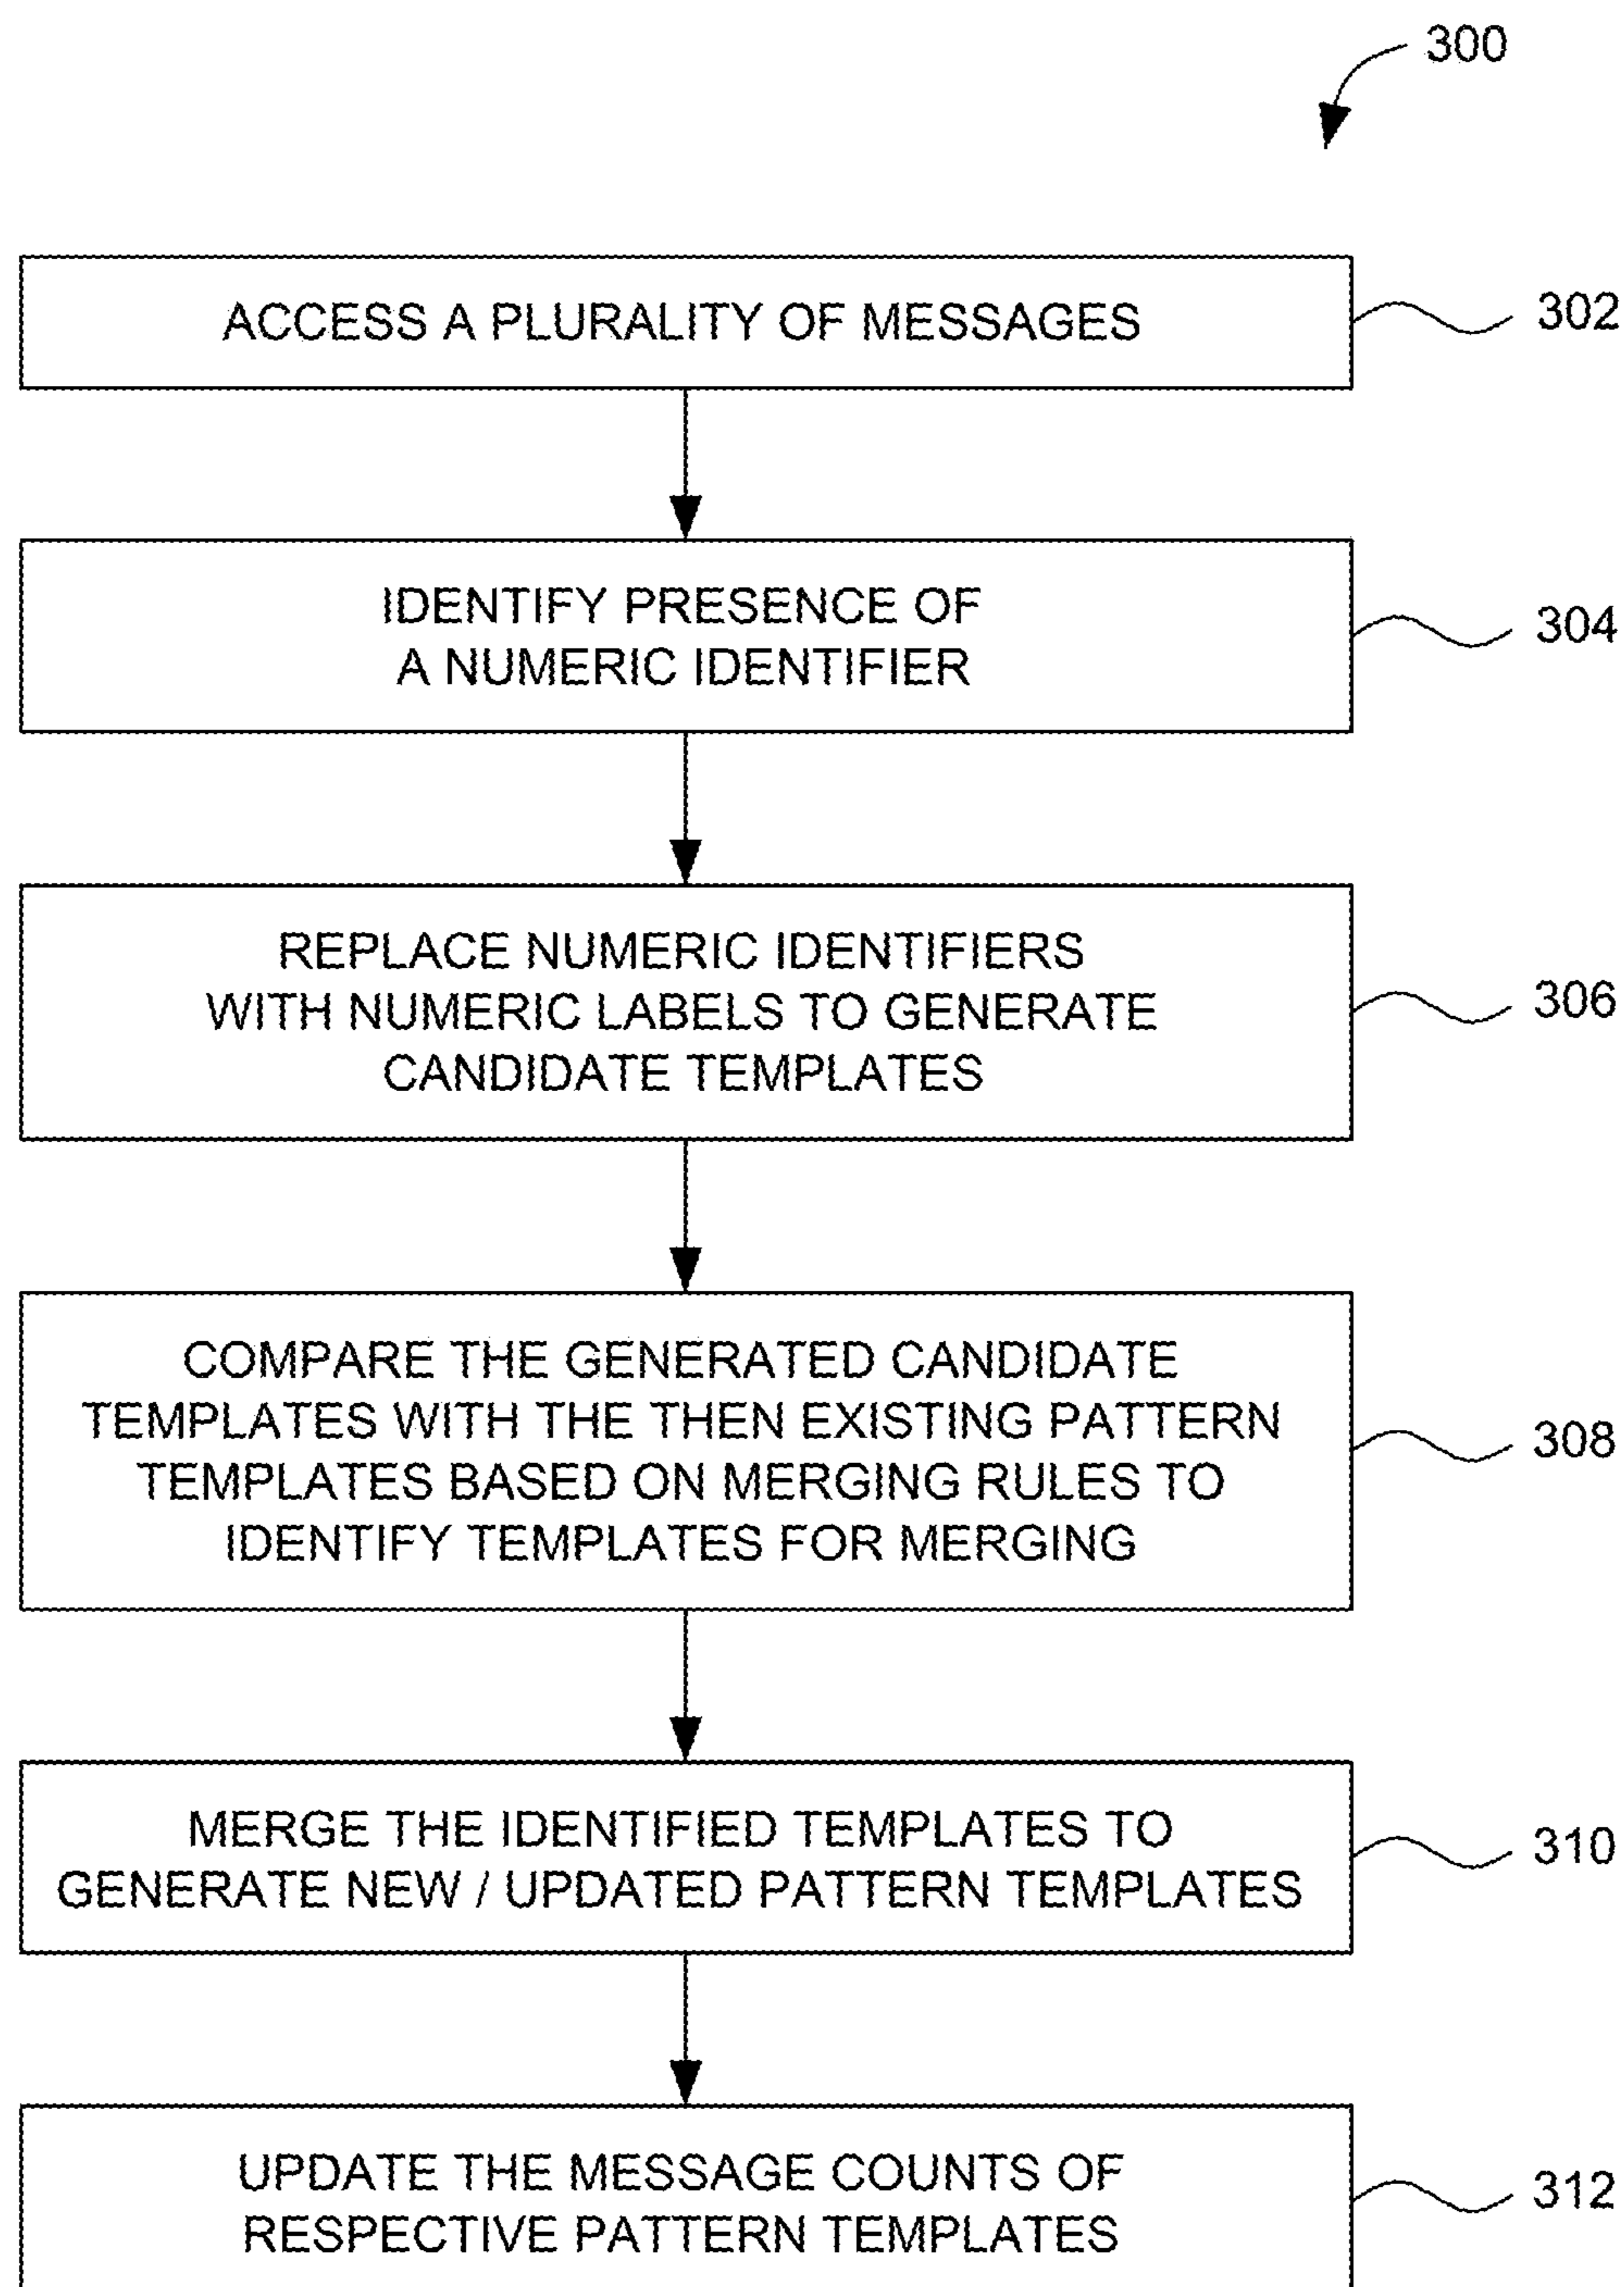 300
ACCESS A PLURALITY OF MESSAGES
302
IDENTIFY PRESENCE OF
A NUMERIC IDENTIFIER
304
REPLACE NUMERIC IDENTIFIERS
WITH NUMERIC LABELS TO GENERATE
CANDIDATE TEMPLATES
306
COMPARE THE GENERATED CANDIDATE
TEMPLATES WITH THE THEN EXISTING PATTERN
TEMPLATES BASED ON MERGING RULES TO
IDENTIFY TEMPLATES FOR MERGING
308
MERGE THE IDENTIFIED TEMPLATES TO
GENERATE NEW / UPDATED PATTERN TEMPLATES
310
UPDATE THE MESSAGE COUNTS OF
RESPECTIVE PATTERN TEMPLATES
312